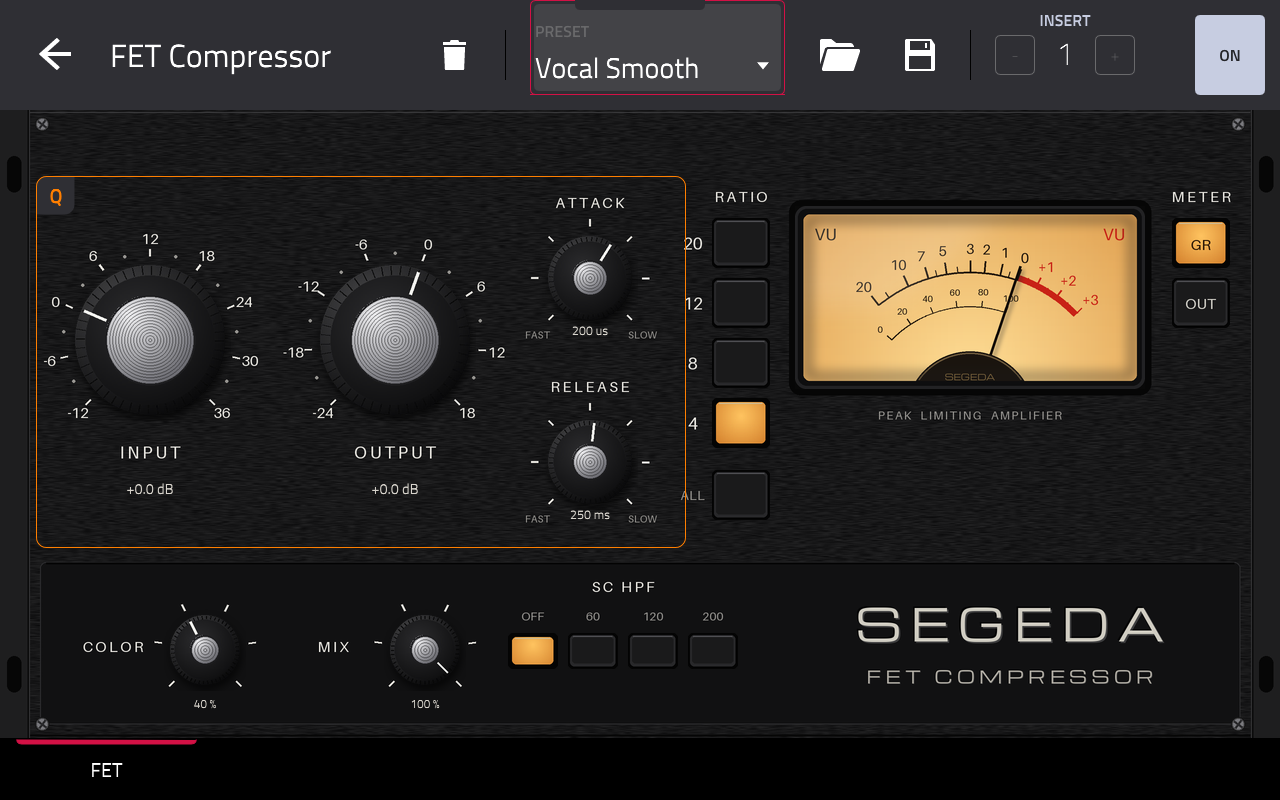 FET Compressor
PRESET
Vocal Smooth
INSERT
- 1 +
ON
Q
INPUT
-12 -6 0 6 12 18 24 30 36
+0.0 dB
OUTPUT
-24 -18 -12 -6 0 6 12 18
+0.0 dB
ATTACK
FAST 200 us SLOW
RELEASE
FAST 250 ms SLOW
RATIO
20
12
8
4
ALL
VU VU
20 10 7 5 3 2 1 0 +1 +2 +3
0 20 40 60 80 100
SEGEDA
PEAK LIMITING AMPLIFIER
METER
GR
OUT
COLOR
40 %
MIX
100 %
SC HPF
OFF 60 120 200
SEGEDA
FET COMPRESSOR
FET